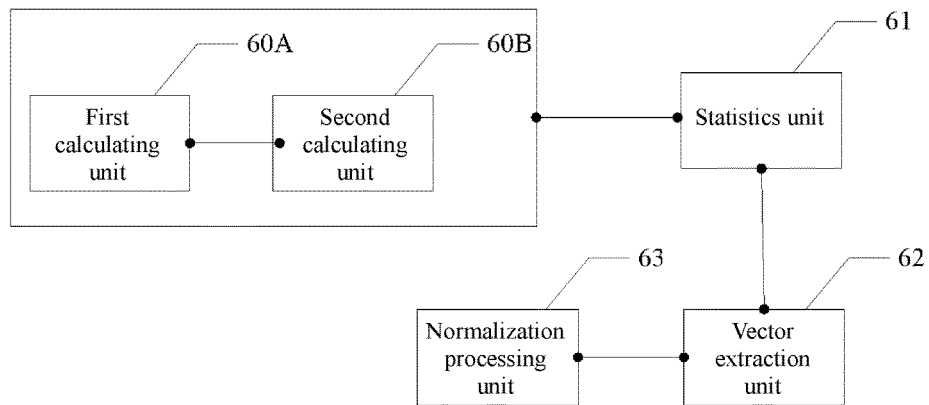 60A
60B
61
First
calculating
unit
Second
calculating
unit
Statistics unit
63
62
Normalization
processing
unit
Vector
extraction
unit